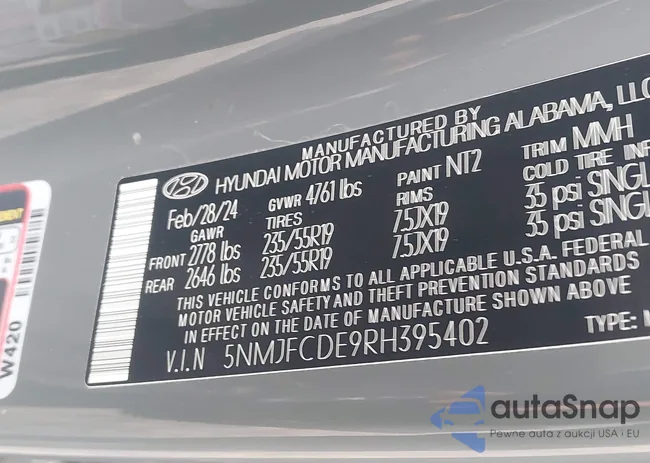 MANUFACTURED BY
HYUNDAI MOTOR MANUFACTURING ALABAMA, LLC
Feb/28/24 GVWR 4761 lbs PAINT NT2 TRIM MMH
GAWR TIRES RIMS COLD TIRE INF
FRONT 2778 lbs 235/55R19 7.5JX19 35 psi SINGL
REAR 2646 lbs 235/55R19 7.5JX19 35 psi SINGL
THIS VEHICLE CONFORMS TO ALL APPLICABLE U.S.A. FEDERAL
MOTOR VEHICLE SAFETY AND THEFT PREVENTION STANDARDS
IN EFFECT ON THE DATE OF MANUFACTURE SHOWN ABOVE
V.I.N 5NMJFCDE9RH395402 TYPE:
W420
autaSnap
Pewne auta z aukcji USA i EU